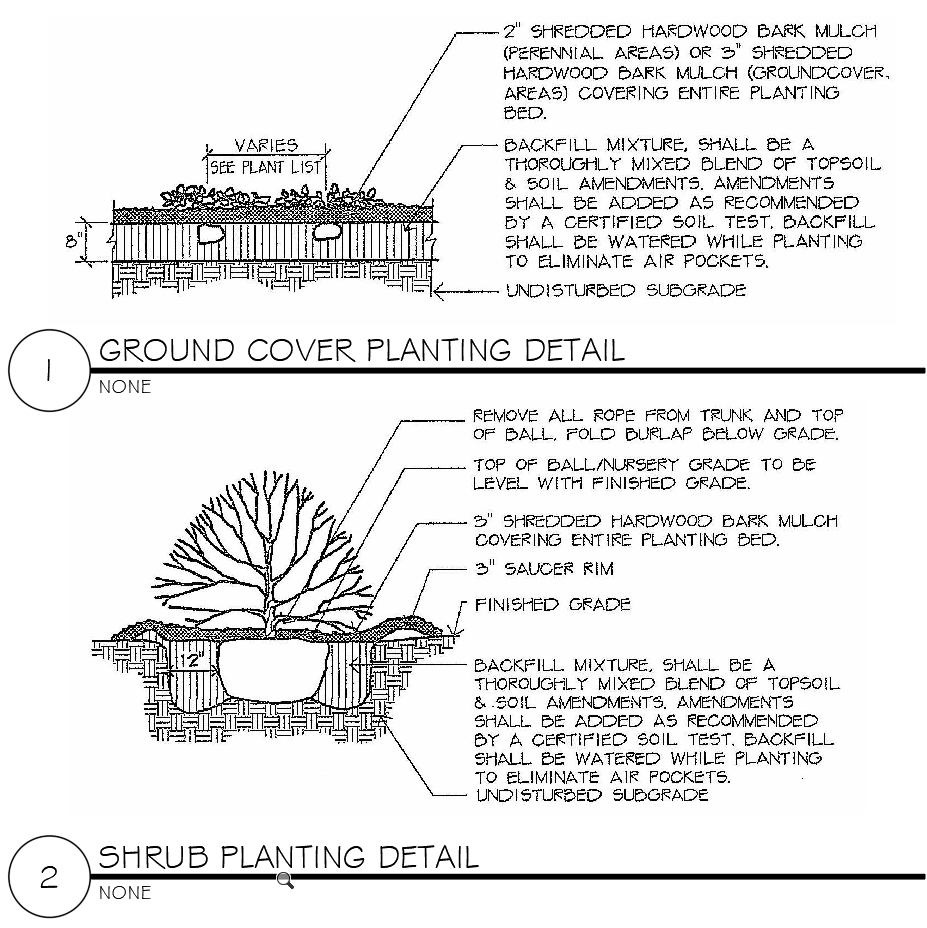 2" SHREDDED HARDWOOD BARK MULCH
(PERENNIAL AREAS) OR 3" SHREDDED
HARDWOOD BARK MULCH (GROUNDCOVER,
AREAS) COVERING ENTIRE PLANTING
BED.
VARIES
SEE PLANT LIST
8"
BACKFILL MIXTURE, SHALL BE A
THOROUGHLY MIXED BLEND OF TOPSOIL
& SOIL AMENDMENTS. AMENDMENTS
SHALL BE ADDED AS RECOMMENDED
BY A CERTIFIED SOIL TEST. BACKFILL
SHALL BE WATERED WHILE PLANTING
TO ELIMINATE AIR POCKETS.
UNDISTURBED SUBGRADE
1
GROUND COVER PLANTING DETAIL
NONE
REMOVE ALL ROPE FROM TRUNK AND TOP
OF BALL. FOLD BURLAP BELOW GRADE.
TOP OF BALL/NURSERY GRADE TO BE
LEVEL WITH FINISHED GRADE.
3" SHREDDED HARDWOOD BARK MULCH
COVERING ENTIRE PLANTING BED.
3" SAUCER RIM
FINISHED GRADE
12"
BACKFILL MIXTURE, SHALL BE A
THOROUGHLY MIXED BLEND OF TOPSOIL
& SOIL AMENDMENTS. AMENDMENTS
SHALL BE ADDED AS RECOMMENDED
BY A CERTIFIED SOIL TEST. BACKFILL
SHALL BE WATERED WHILE PLANTING
TO ELIMINATE AIR POCKETS.
UNDISTURBED SUBGRADE
2
SHRUB PLANTING DETAIL
NONE